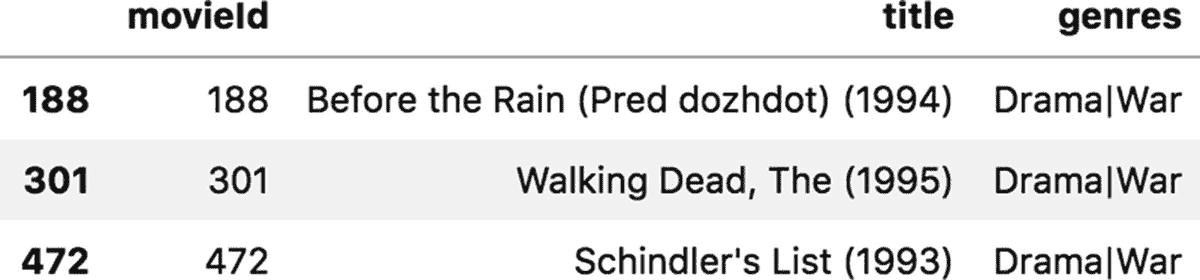 movieId title genres
188 188 Before the Rain (Pred dozhdot) (1994) Drama|War
301 301 Walking Dead, The (1995) Drama|War
472 472 Schindler's List (1993) Drama|War